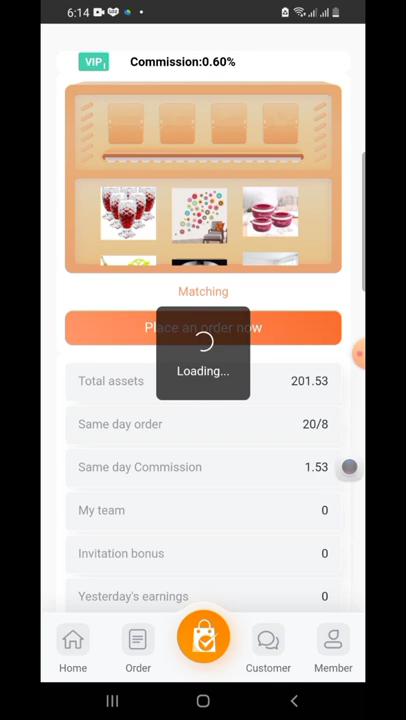 6:14
VIP1 Commission:0.60%
Matching
Place an order now
Loading...
Total assets 201.53
Same day order 20/8
Same day Commission 1.53
My team 0
Invitation bonus 0
Yesterday's earnings 0
Home Order Customer Member